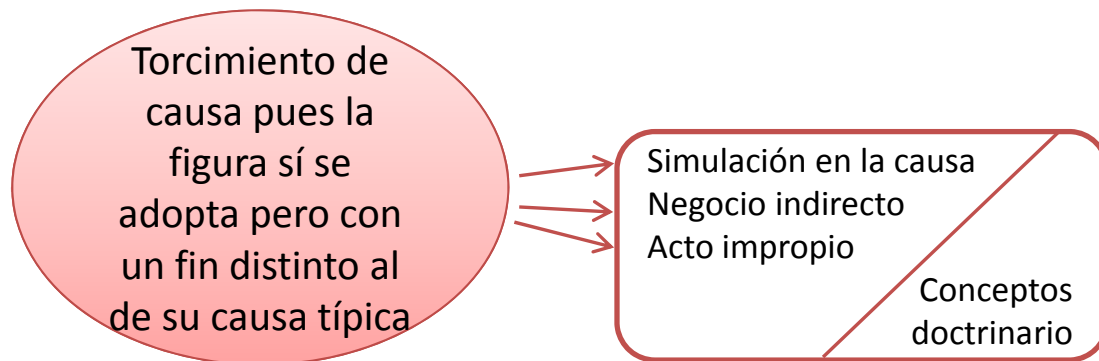 Torcimiento de
causa pues la
figura sí se
adopta pero con
un fin distinto al
de su causa típica
Simulación en la causa
Negocio indirecto
Acto impropio
Conceptos
doctrinario